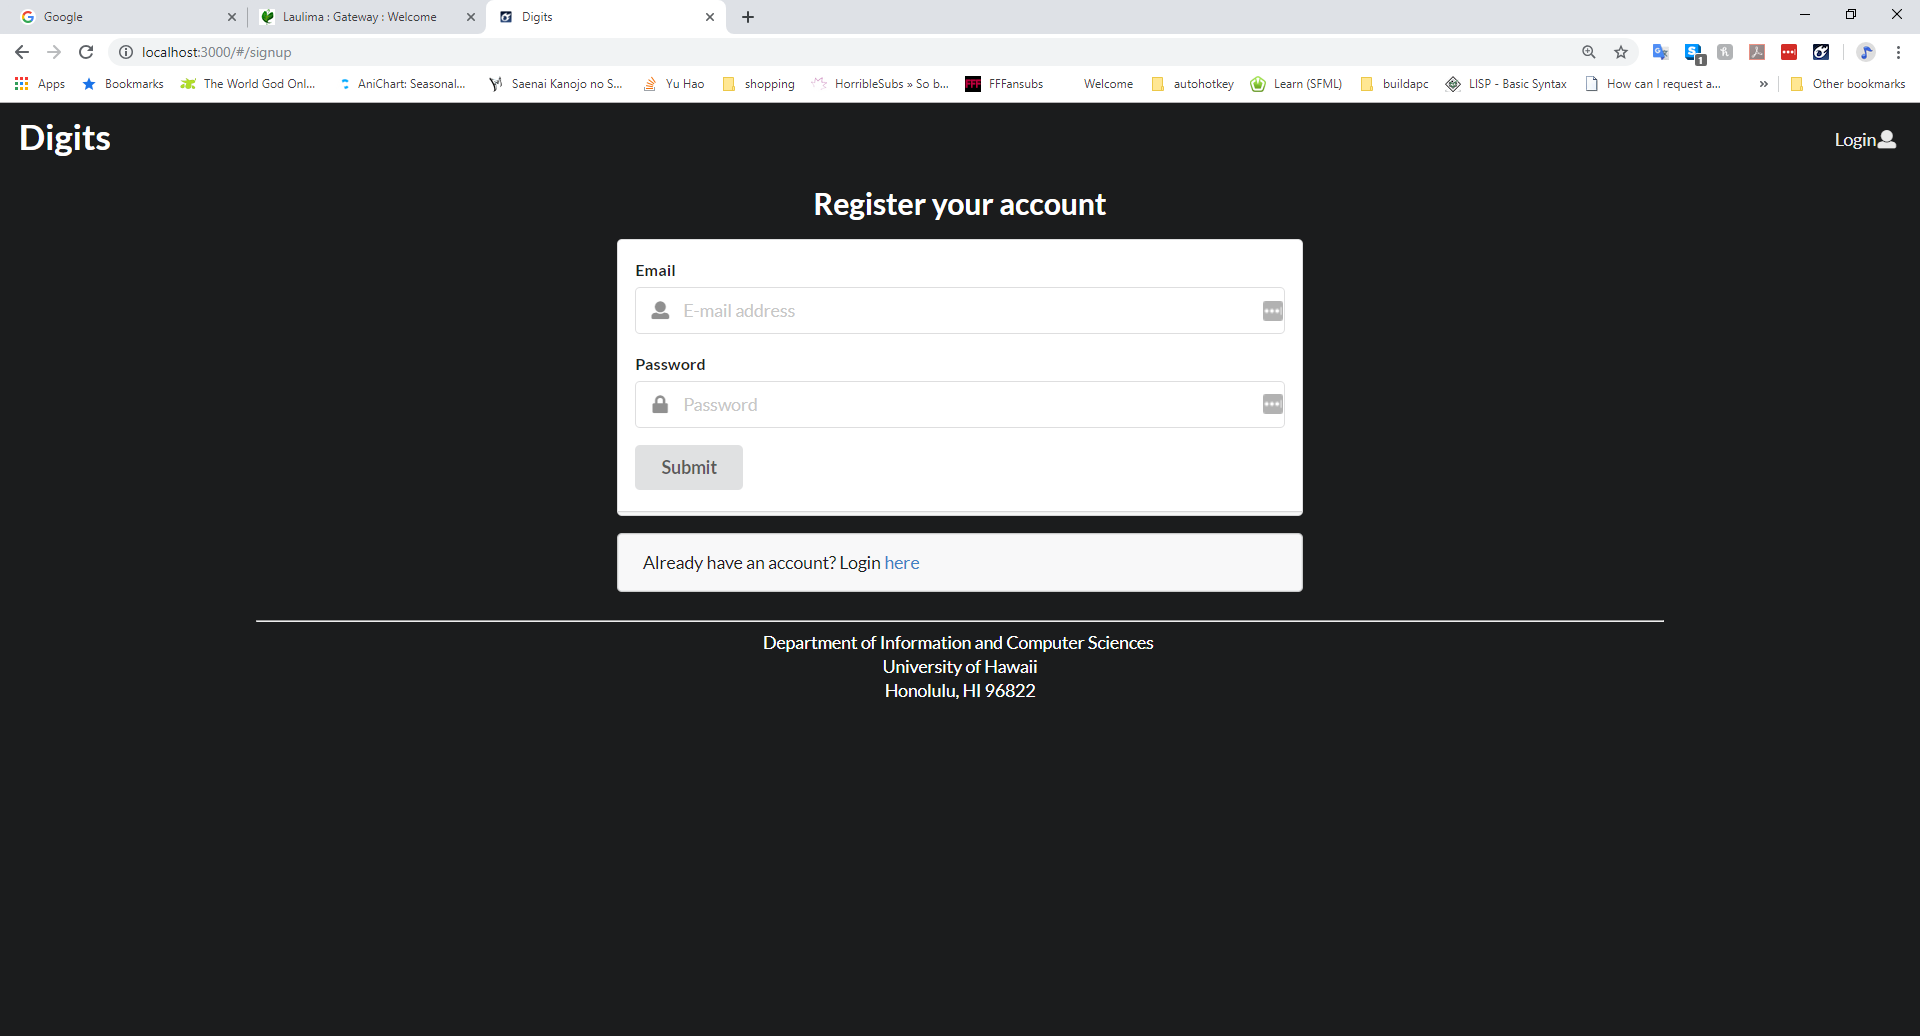 Google
Laulima : Gateway : Welcome
Digits
localhost:3000/#/signup
Apps
Bookmarks
The World God Onl...
AniChart: Seasonal...
Saenai Kanojo no S...
Yu Hao
shopping
HorribleSubs » So b...
FFF
FFFansubs
Welcome
autohotkey
Learn (SFML)
buildapc
LISP - Basic Syntax
How can I request a...
»
Other bookmarks
Digits
Login
Register your account
Email
E-mail address
Password
Password
Submit
Already have an account? Login here
Department of Information and Computer Sciences
University of Hawaii
Honolulu, HI 96822